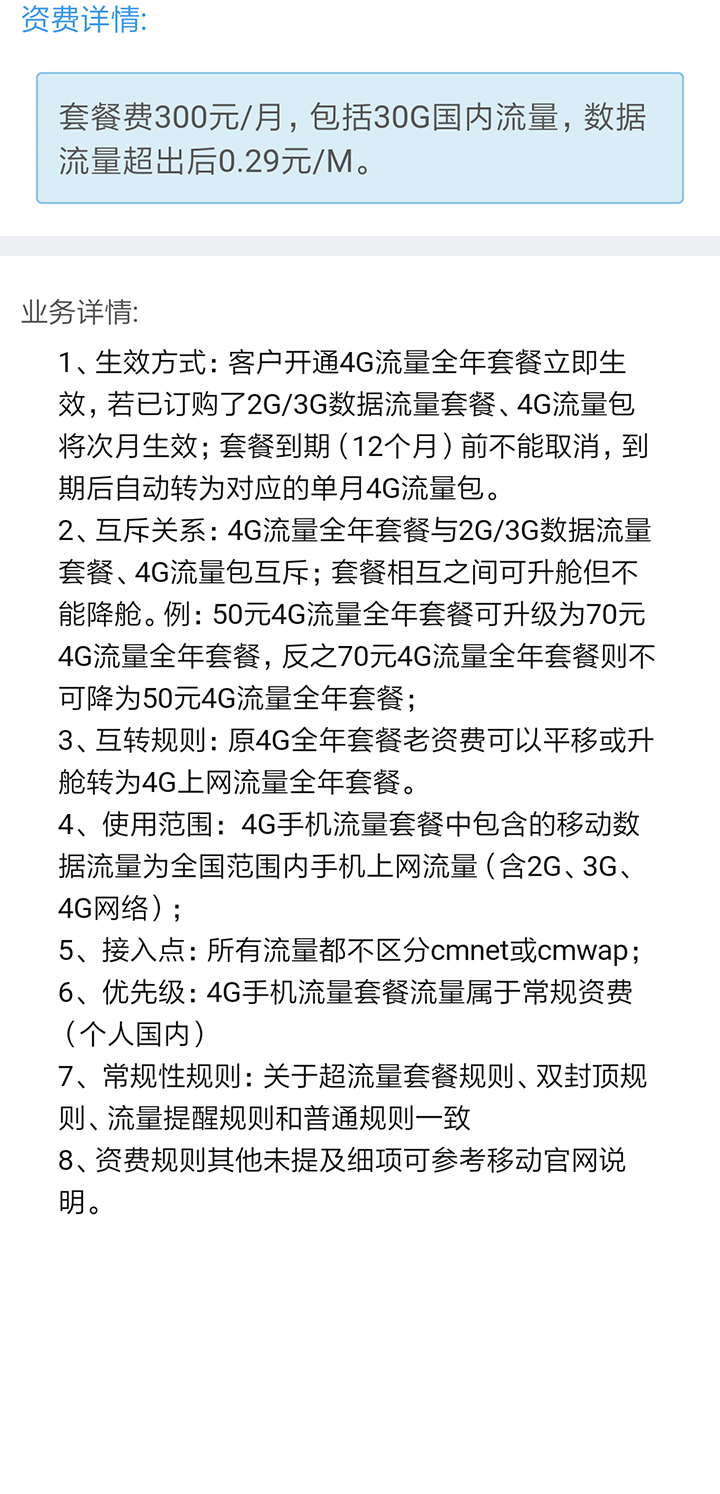 资费详情:
套餐费300元/月，包括30G国内流量，数据
流量超出后0.29元/M。
业务详情:
1、生效方式：客户开通4G流量全年套餐立即生
效，若已订购了2G/3G数据流量套餐、4G流量包
将次月生效；套餐到期（12个月）前不能取消，到
期后自动转为对应的单月4G流量包。
2、互斥关系：4G流量全年套餐与2G/3G数据流量
套餐、4G流量包互斥；套餐相互之间可升舱但不
能降舱。例：50元4G流量全年套餐可升级为70元
4G流量全年套餐，反之70元4G流量全年套餐则不
可降为50元4G流量全年套餐；
3、互转规则：原4G全年套餐老资费可以平移或升
舱转为4G上网流量全年套餐。
4、使用范围：4G手机流量套餐中包含的移动数
据流量为全国范围内手机上网流量（含2G、3G、
4G网络）；
5、接入点：所有流量都不区分cmnet或cmwap；
6、优先级：4G手机流量套餐流量属于常规资费
（个人国内）
7、常规性规则：关于超流量套餐规则、双封顶规
则、流量提醒规则和普通规则一致
8、资费规则其他未提及细项可参考移动官网说
明。